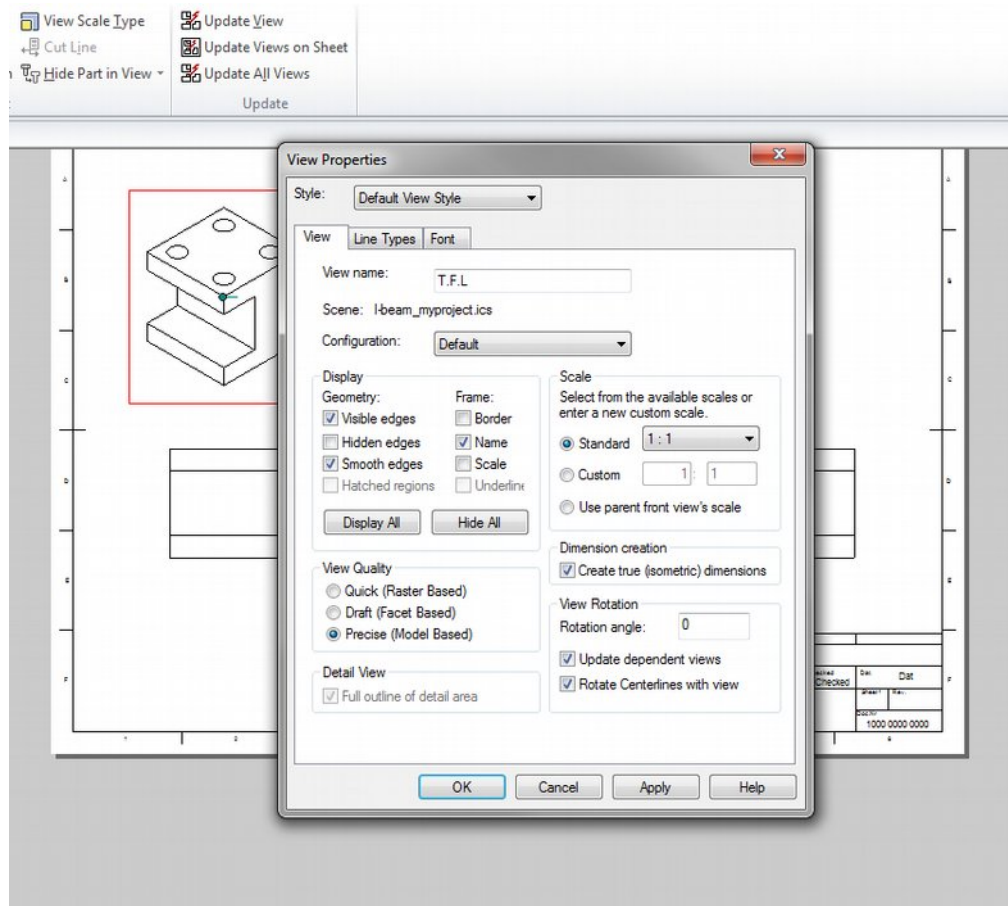 View Scale Type
Update View
Cut Line
Update Views on Sheet
Hide Part in View
Update All Views
Update
View Properties
Style:
Default View Style
View
Line Types
Font
View name:
T.F.L
Scene: I-beam_myproject.ics
Configuration:
Default
Display
Geometry:
Frame:
Visible edges
Border
Hidden edges
Name
Smooth edges
Scale
Hatched regions
Underline
Display All
Hide All
Scale
Select from the available scales or
enter a new custom scale.
Standard
1 : 1
Custom
1 : 1
Use parent front view's scale
Dimension creation
Create true (isometric) dimensions
View Quality
Quick (Raster Based)
Draft (Facet Based)
Precise (Model Based)
View Rotation
Rotation angle:
0
Update dependent views
Rotate Centerlines with view
Detail View
Full outline of detail area
OK
Cancel
Apply
Help
Checked
Dat
1000 0000 0000